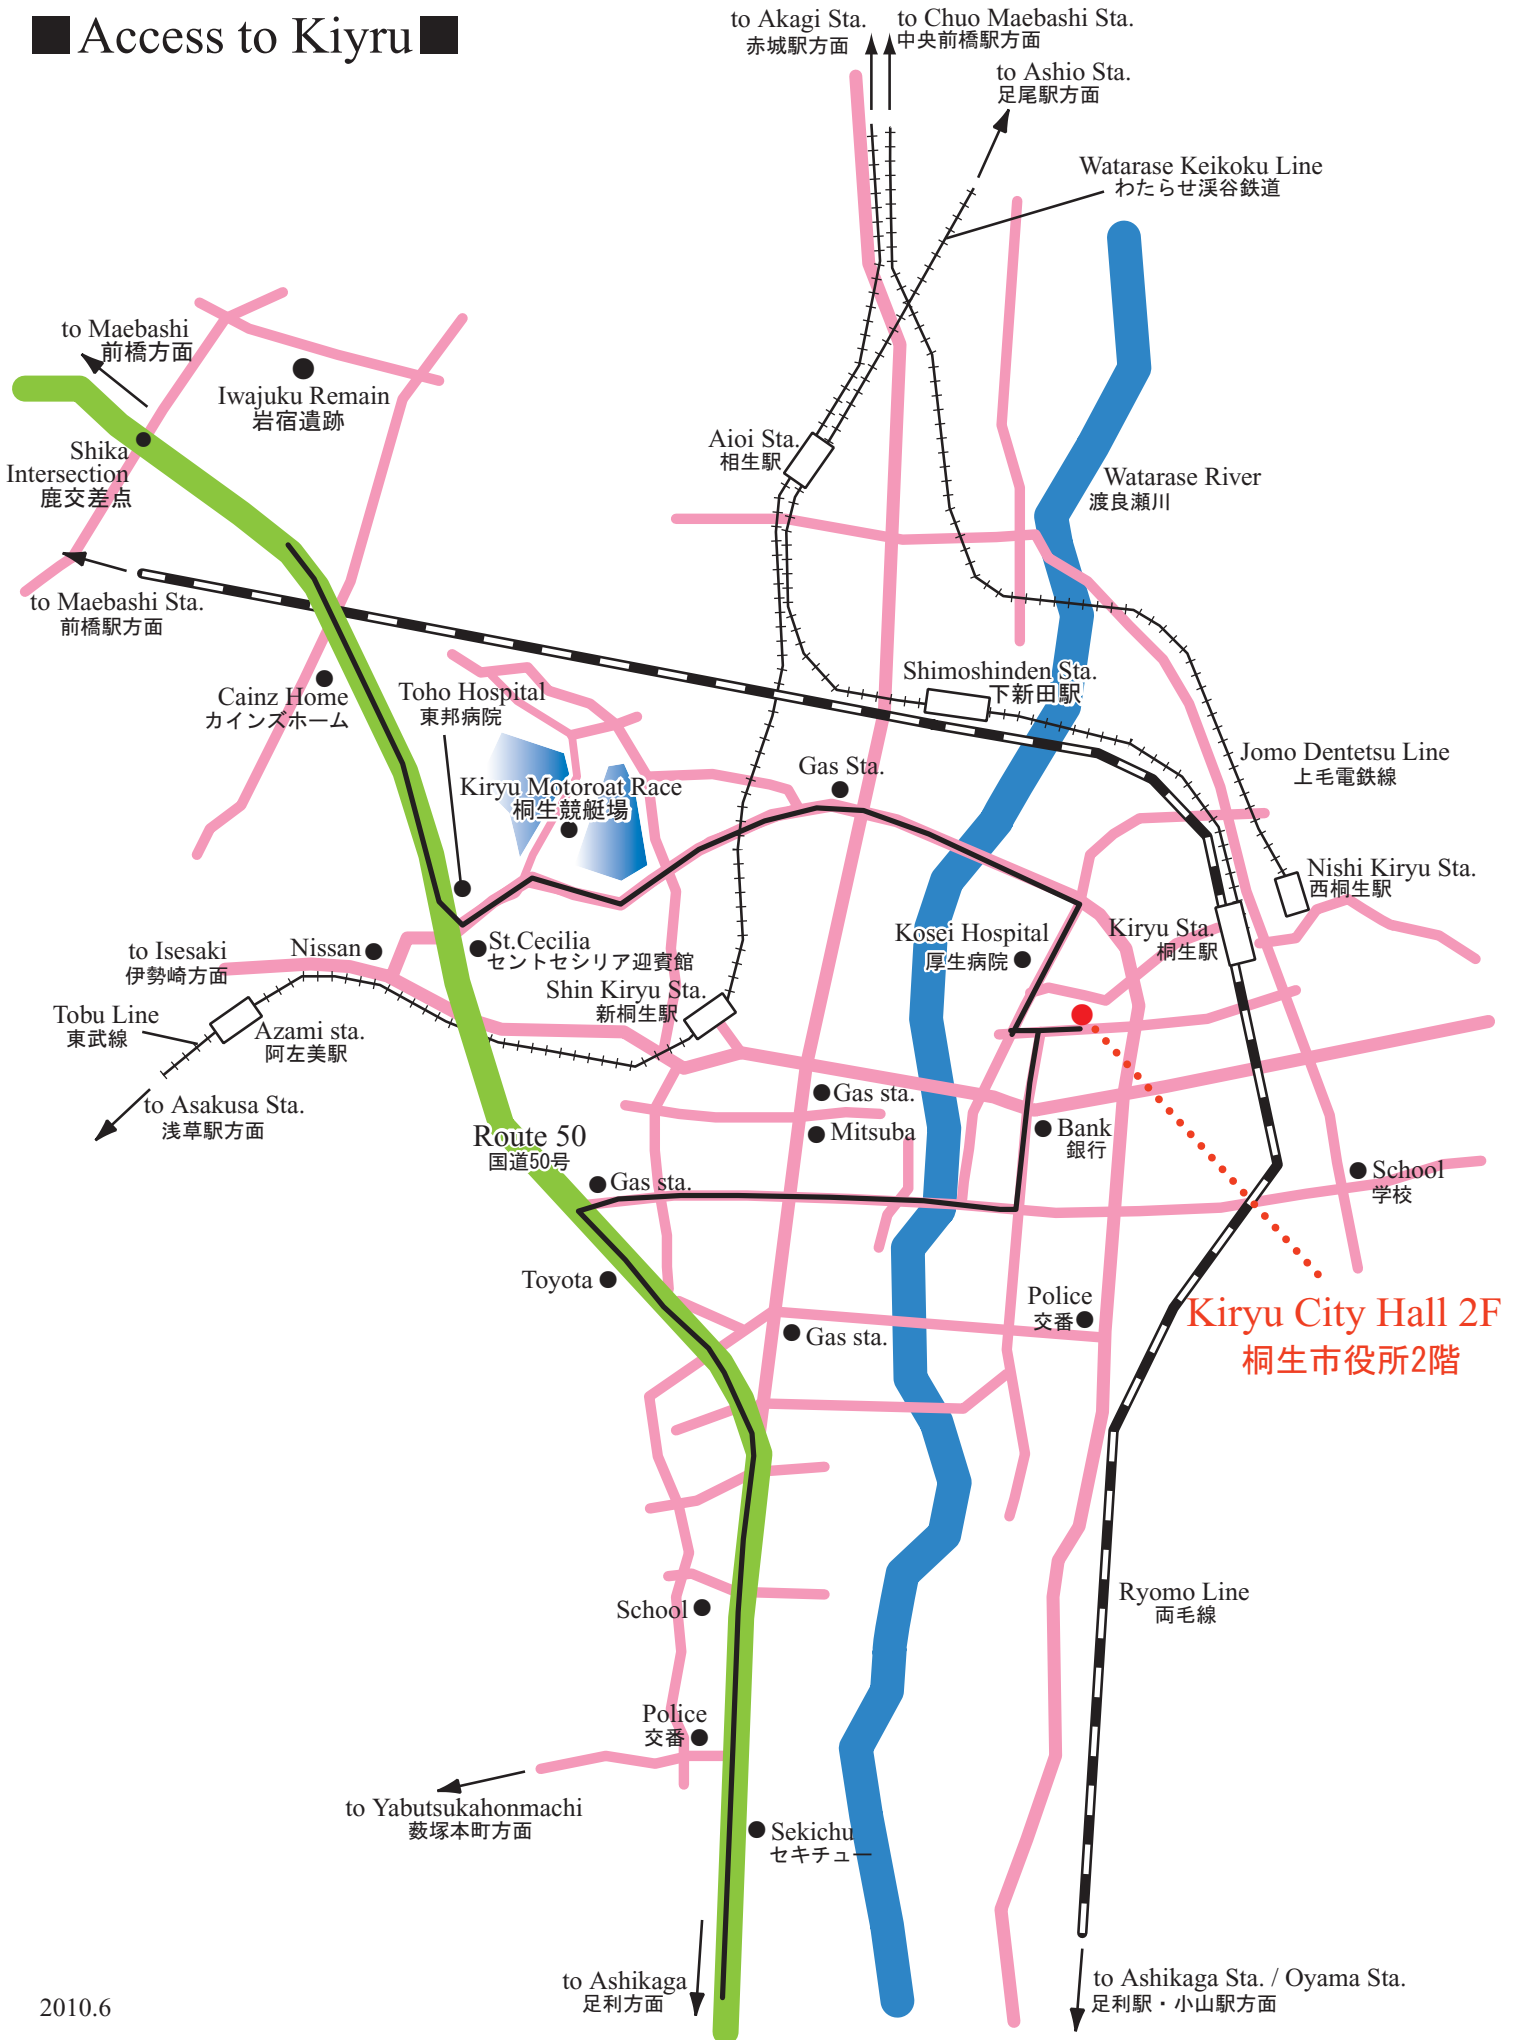 ■Access to Kiyru■
to Akagi Sta.
赤城駅方面
to Chuo Maebashi Sta.
中央前橋駅方面
to Ashio Sta.
足尾駅方面
Watarase Keikoku Line
わたらせ渓谷鉄道
to Maebashi
前橋方面
Iwajuku Remain
岩宿遺跡
Shika
Intersection
鹿交差点
Aioi Sta.
相生駅
Watarase River
渡良瀬川
to Maebashi Sta.
前橋駅方面
Shimoshinden Sta.
下新田駅
Cainz Home
カインズホーム
Toho Hospital
東邦病院
Jomo Dentetsu Line
上毛電鉄線
Gas Sta.
Kiryu Motoroat Race
桐生競艇場
Nishi Kiryu Sta.
西桐生駅
Kiryu Sta.
桐生駅
Kosei Hospital
厚生病院
to Isesaki
伊勢崎方面
Nissan
St.Cecilia
セントセシリア迎賓館
Shin Kiryu Sta.
新桐生駅
Tobu Line
東武線
Azami sta.
阿左美駅
to Asakusa Sta.
浅草駅方面
Gas sta.
Mitsuba
Bank
銀行
Route 50
国道50号
Gas sta.
School
学校
Toyota
Police
交番
Gas sta.
Kiryu City Hall 2F
桐生市役所2階
Ryomo Line
両毛線
School
Police
交番
to Yabutsukahonmachi
薮塚本町方面
Sekichu
セキチュー
to Ashikaga
足利方面
to Ashikaga Sta. / Oyama Sta.
足利駅・小山駅方面
2010.6